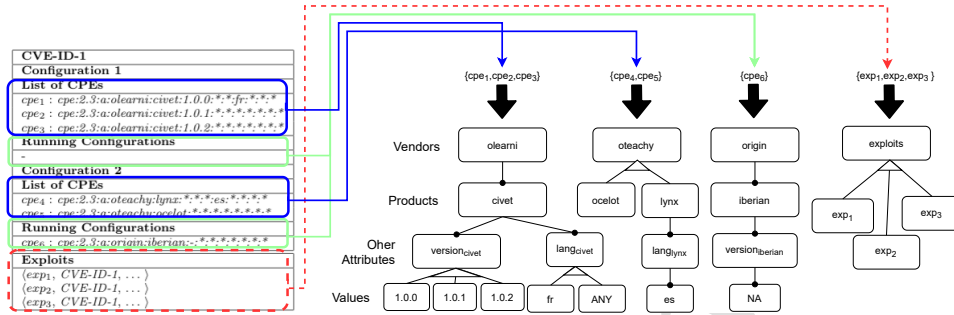 CVE-ID-1
Configuration 1
List of CPEs
cpe1 : cpe:2.3:a:olearni:civet:1.0.0:*:*:fr:*:*:*
cpe2 : cpe:2.3:a:olearni:civet:1.0.1:*:*:*:*:*:*
cpe3 : cpe:2.3:a:olearni:civet:1.0.2:*:*:*:*:*:*
Running Configurations
-
Configuration 2
List of CPEs
cpe4 : cpe:2.3:a:oteachy:lynx:*:*:*:es:*:*:*:*
cpe5 : cpe:2.3:a:oteachy:ocelot:*:*:*:*:*:*:*:*
Running Configurations
cpe6 : cpe:2.3:a:origin:iberian:-:*:*:*:*:*:*:*
Exploits
⟨exp1, CVE-ID-1, ... ⟩
⟨exp2, CVE-ID-1, ... ⟩
⟨exp3, CVE-ID-1, ... ⟩
{cpe1,cpe2,cpe3} {cpe4,cpe5} {cpe6} {exp1,exp2,exp3 }
Vendors olearni oteachy origin exploits
Products civet ocelot lynx iberian exp1 exp2 exp3
Oher
Attributes
versioncivet langcivet langlynx versioniberian
Values 1.0.0 1.0.1 1.0.2 fr ANY es NA